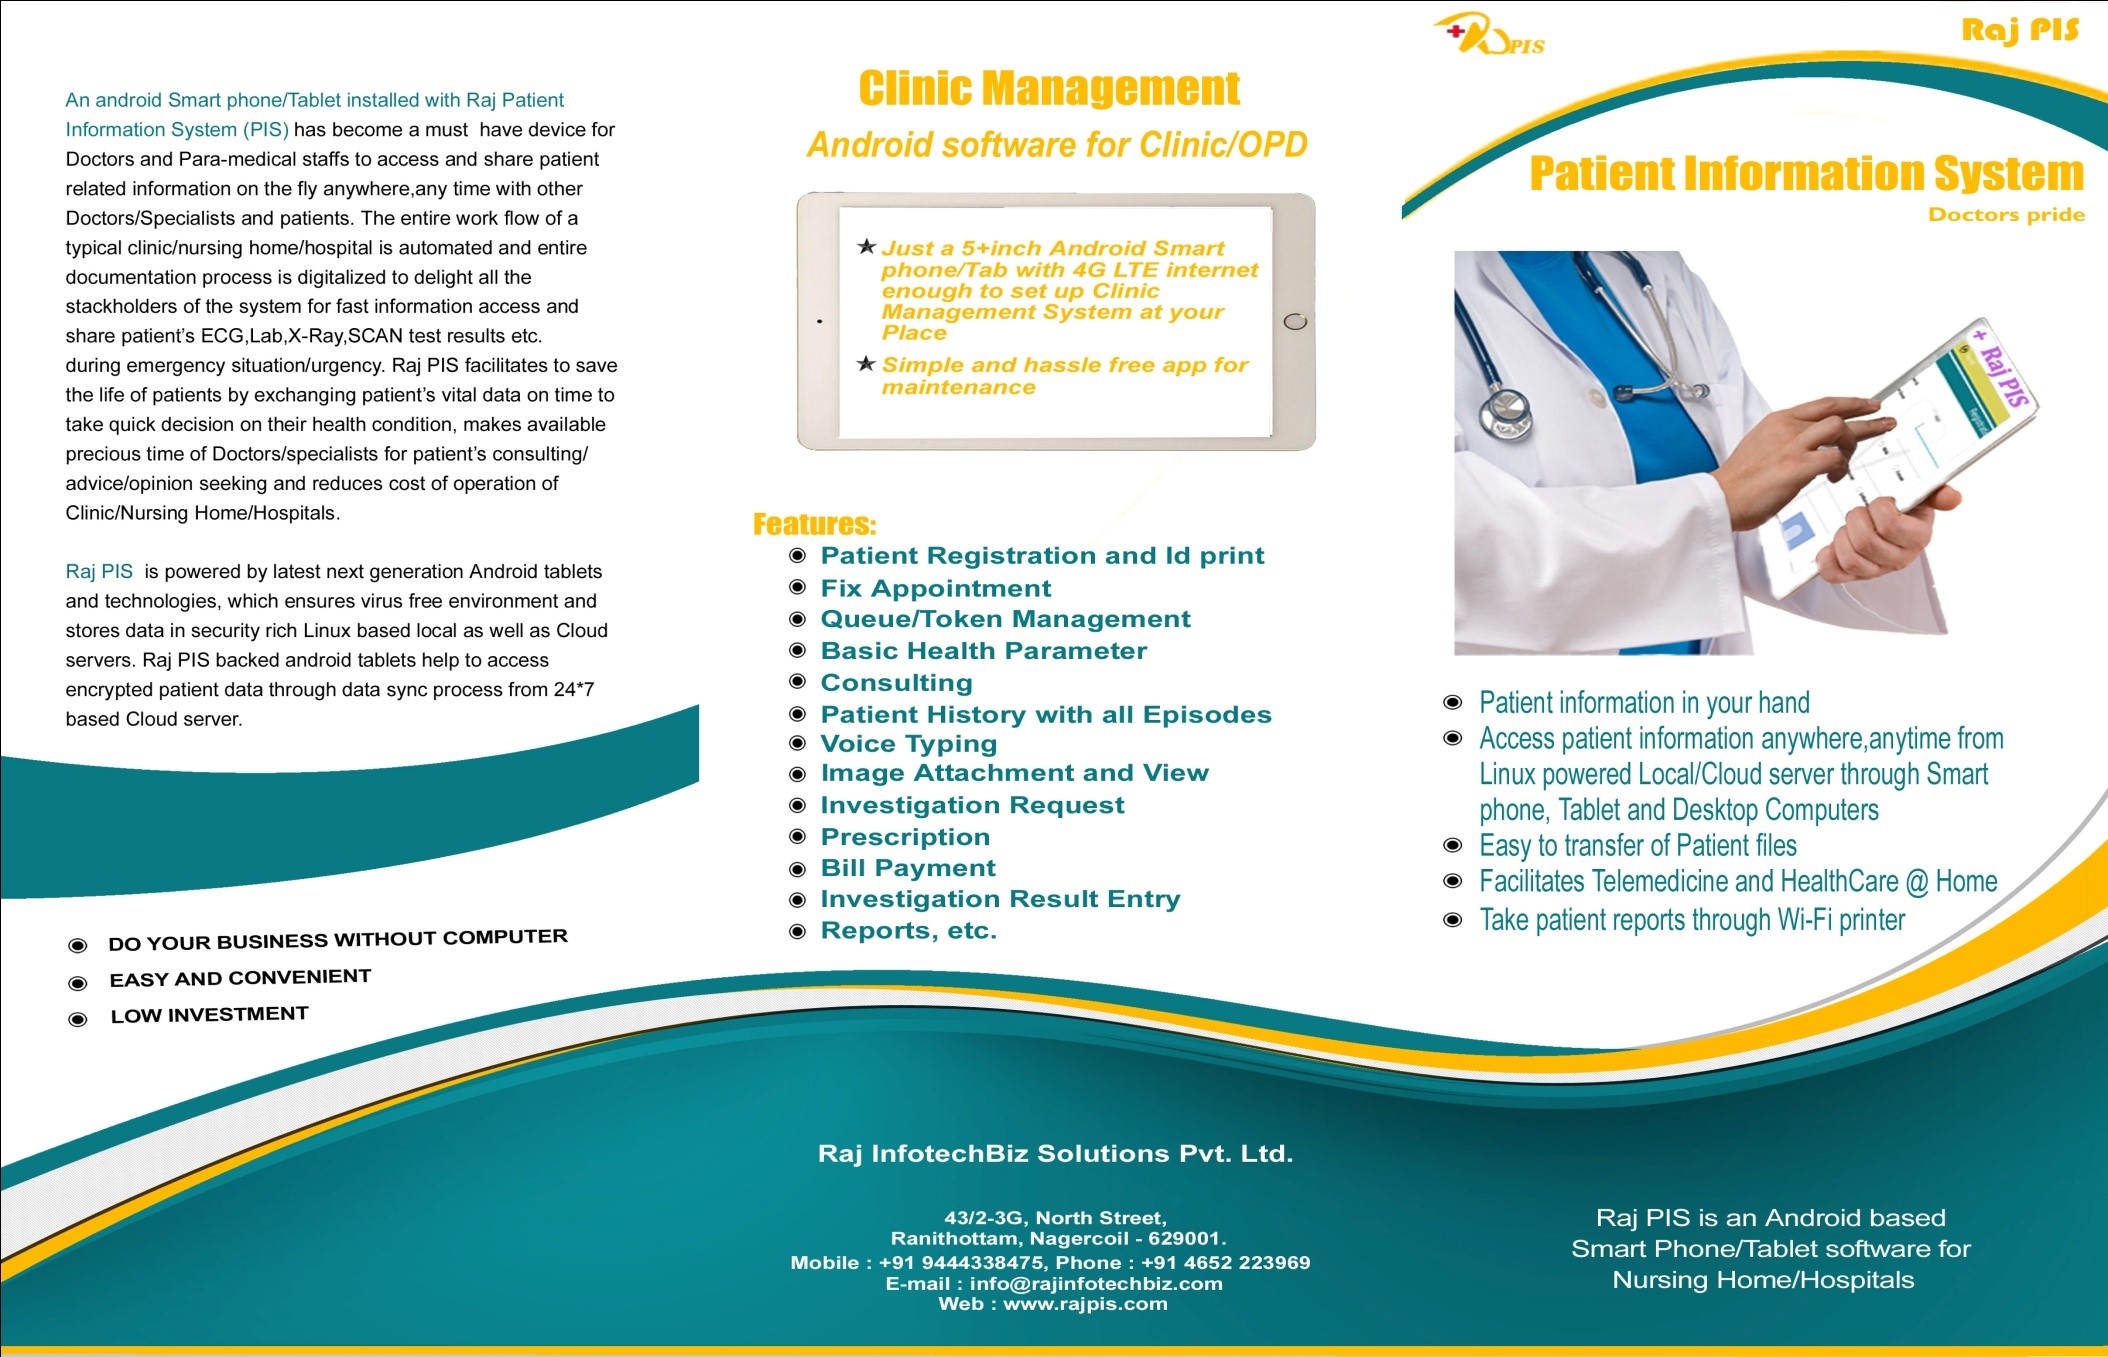 An android Smart phone/Tablet installed with Raj Patient
Information System (PIS) has become a must  have device for
Doctors and Para-medical staffs to access and share patient
related information on the fly anywhere,any time with other
Doctors/Specialists and patients. The entire work flow of a
typical clinic/nursing home/hospital is automated and entire
documentation process is digitalized to delight all the
stackholders of the system for fast information access and
share patient's ECG,Lab,X-Ray,SCAN test results etc.
during emergency situation/urgency. Raj PIS facilitates to save
the life of patients by exchanging patient's vital data on time to
take quick decision on their health condition, makes available
precious time of Doctors/specialists for patient's consulting/
advice/opinion seeking and reduces cost of operation of
Clinic/Nursing Home/Hospitals.
Raj PIS  is powered by latest next generation Android tablets
and technologies, which ensures virus free environment and
stores data in security rich Linux based local as well as Cloud
servers. Raj PIS backed android tablets help to access
encrypted patient data through data sync process from 24*7
based Cloud server.
DO YOUR BUSINESS WITHOUT COMPUTER
EASY AND CONVENIENT
LOW INVESTMENT
Clinic Management
Android software for Clinic/OPD
Just a 5+inch Android Smart
phone/Tab with 4G LTE internet
enough to set up Clinic
Management System at your
Place
Simple and hassle free app for
maintenance
Features:
Patient Registration and Id print
Fix Appointment
Queue/Token Management
Basic Health Parameter
Consulting
Patient History with all Episodes
Voice Typing
Image Attachment and View
Investigation Request
Prescription
Bill Payment
Investigation Result Entry
Reports, etc.
Raj InfotechBiz Solutions Pvt. Ltd.
43/2-3G, North Street,
Ranithottam, Nagercoil - 629001.
Mobile : +91 9444338475, Phone : +91 4652 223969
E-mail : info@rajinfotechbiz.com
Web : www.rajpis.com
PIS
Raj PIS
Patient Information System
Doctors pride
+ Raj PIS
Patient information in your hand
Access patient information anywhere,anytime from
Linux powered Local/Cloud server through Smart
phone, Tablet and Desktop Computers
Easy to transfer of Patient files
Facilitates Telemedicine and HealthCare @ Home
Take patient reports through Wi-Fi printer
Raj PIS is an Android based
Smart Phone/Tablet software for
Nursing Home/Hospitals